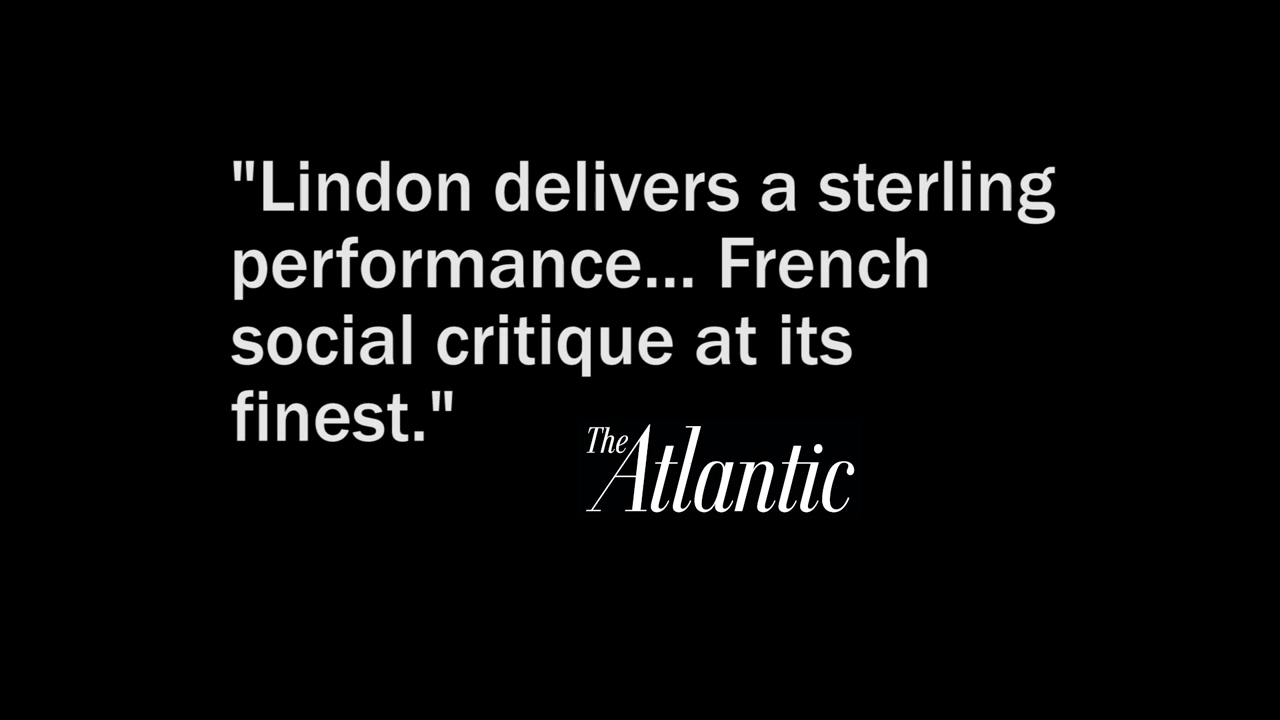 "Lindon delivers a sterling
performance... French
social critique at its
finest."
The Atlantic